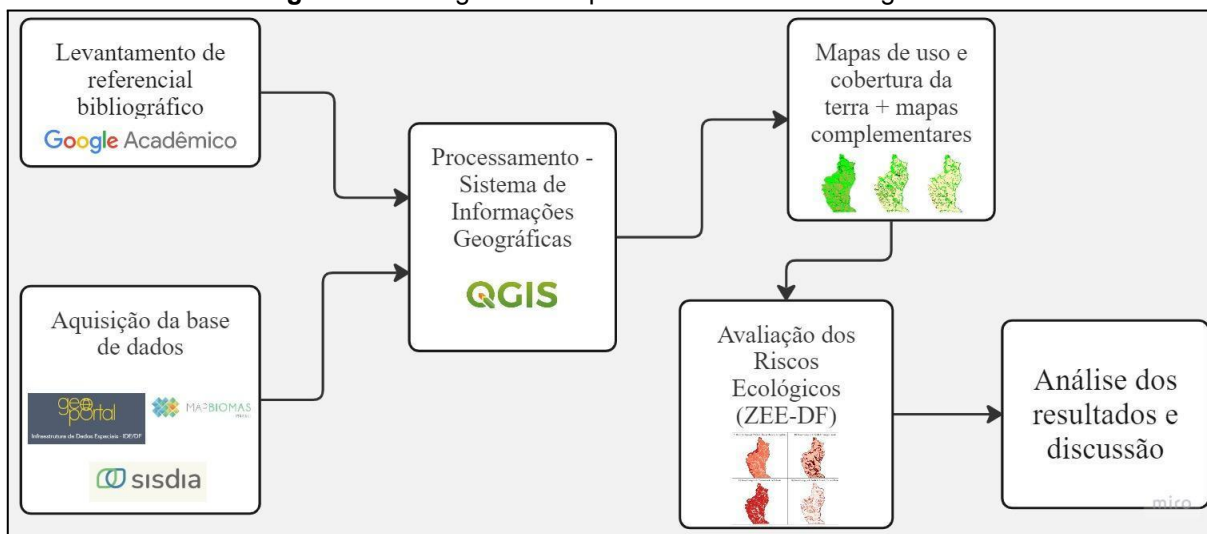 Levantamento de
referencial
bibliográfico
Google Acadêmico
Aquisição da base
de dados
geo
portal
Infraestrutura de Dados Espaciais - IDE/DF
MAPBIOMAS
sisdia
Processamento -
Sistema de
Informações
Geográficas
QGIS
Mapas de uso e
cobertura da
terra + mapas
complementares
Avaliação dos
Riscos
Ecológicos
(ZEE-DF)
Análise dos
resultados e
discussão
miro